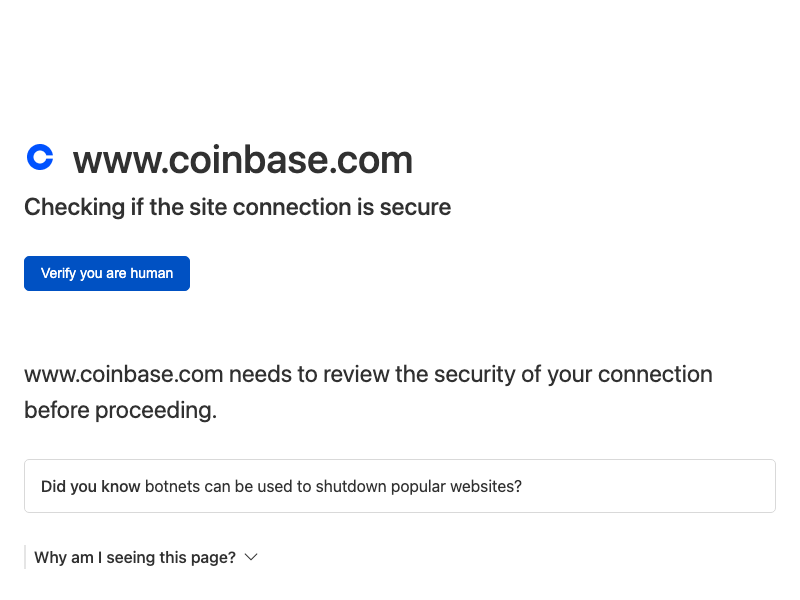 www.coinbase.com
Checking if the site connection is secure
Verify you are human
www.coinbase.com needs to review the security of your connection
before proceeding.
Did you know botnets can be used to shutdown popular websites?
Why am I seeing this page?